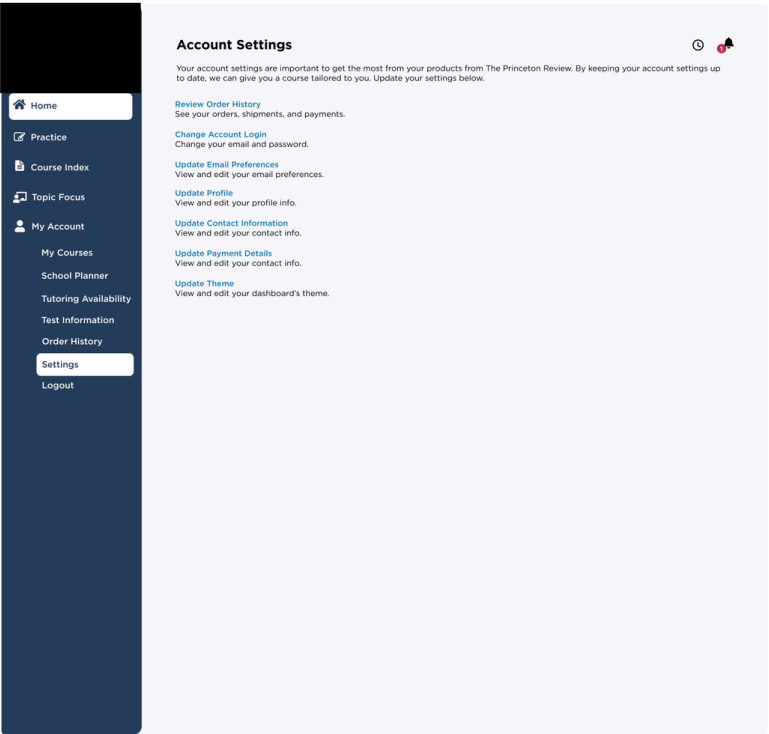 Account Settings
1
Your account settings are important to get the most from your products from The Princeton Review. By keeping your account settings up
to date, we can give you a course tailored to you. Update your settings below.
Home
Practice
Course Index
Topic Focus
My Account
My Courses
School Planner
Tutoring Availability
Test Information
Order History
Settings
Logout
Review Order History
See your orders, shipments, and payments.
Change Account Login
Change your email and password.
Update Email Preferences
View and edit your email preferences.
Update Profile
View and edit your profile info.
Update Contact Information
View and edit your contact info.
Update Payment Details
View and edit your contact info.
Update Theme
View and edit your dashboard's theme.